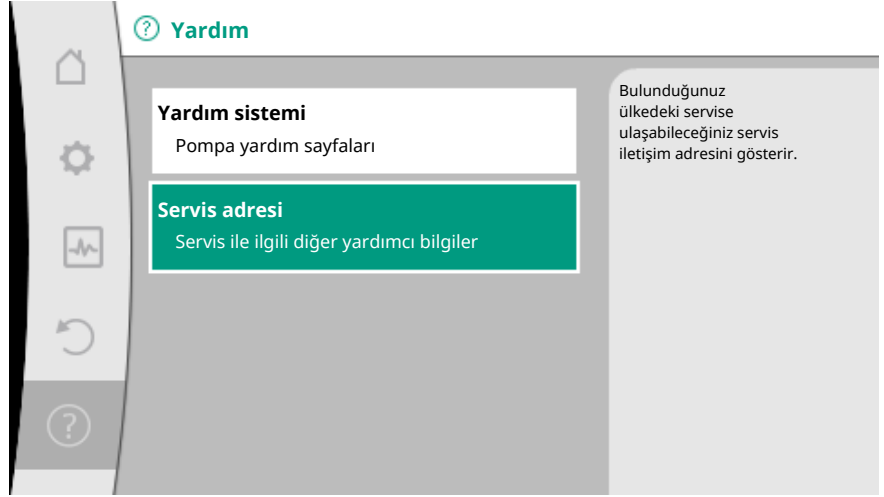 Yardım
Yardım sistemi
Pompa yardım sayfaları
Servis adresi
Servis ile ilgili diğer yardımcı bilgiler
Bulunduğunuz
ülkedeki servise
ulaşabileceğiniz servis
iletişim adresini gösterir.